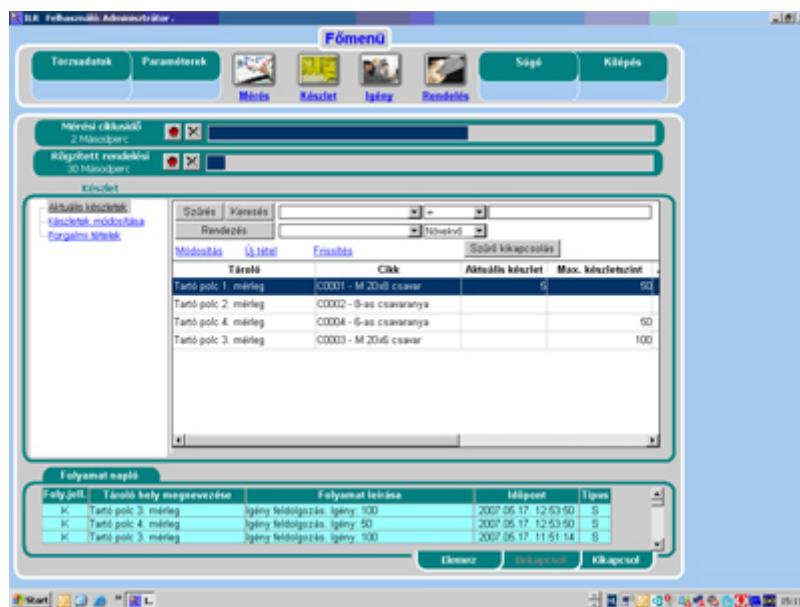 ILR Felhasználó: Adminisztrátor .
Főmenü
Törzsadatok Paraméterek Súgó Kilépés
Mérés Készlet Igény Rendelés
Mérési ciklusidő
2 Másodperc
Rögzített rendelési
30 Másodperc
Készlet
Aktuális készletek
Készletek módosítása
Forgalmi tételek
Szűrés Keresés =
Rendezés Növekvő
Módosítás Új tétel Frissítés Szűrő kikapcsolás
Tároló Cikk Aktuális készlet Max. készletszint
Tartó polc 1. mérleg C0001 - M 20x8 csavar 5 50
Tartó polc 2. mérleg C0002 - 8-as csavaranya
Tartó polc 4. mérleg C0004 - 6-as csavaranya 50
Tartó polc 3. mérleg C0003 - M 20x6 csavar 100
Folyamat napló
Foly.jell. Tároló hely megnevezése Folyamat leírása Időpont Típus
K Tartó polc 3. mérleg Igény feldolgozás. Igény: 100 2007.05.17. 12:53:50 S
K Tartó polc 4. mérleg Igény feldolgozás. Igény: 50 2007.05.17. 12:53:50 S
K Tartó polc 3. mérleg Igény feldolgozás. Igény: 100 2007.05.17. 11:51:14 S
Elemez Bekapcsol Kikapcsol
Start